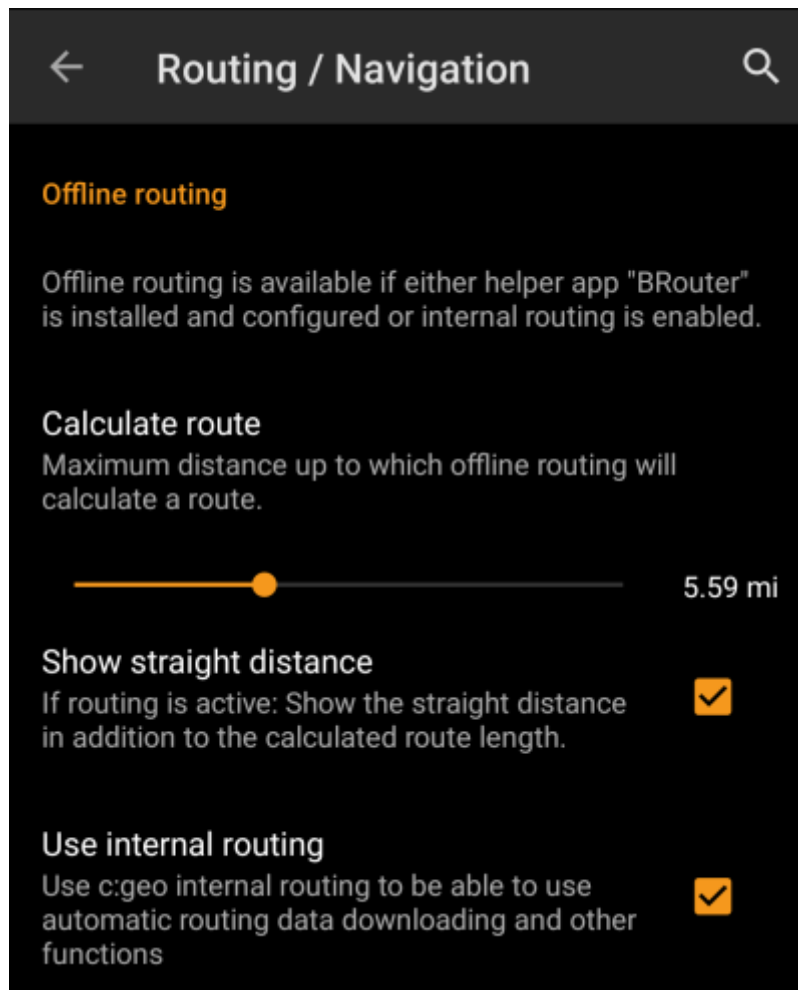 Routing / Navigation
Offline routing
Offline routing is available if either helper app "BRouter"
is installed and configured or internal routing is enabled.
Calculate route
Maximum distance up to which offline routing will
calculate a route.
5.59 mi
Show straight distance
If routing is active: Show the straight distance
in addition to the calculated route length.
Use internal routing
Use c:geo internal routing to be able to use
automatic routing data downloading and other
functions